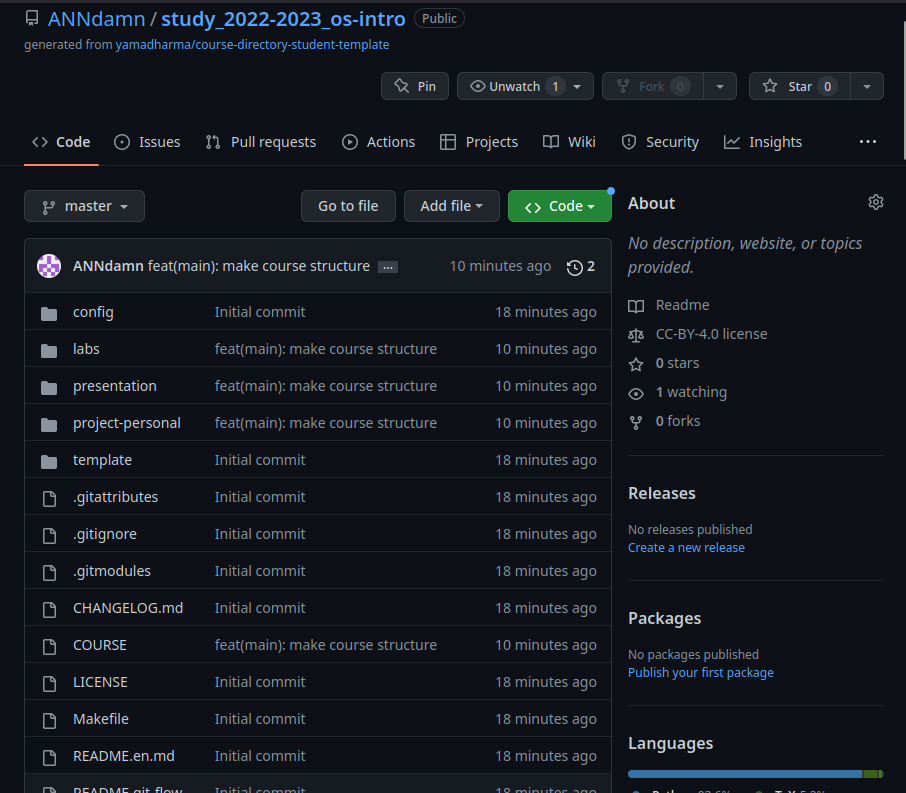 ANNdamn / study_2022-2023_os-intro Public
generated from yamadharma/course-directory-student-template
Pin Unwatch 1 Fork 0 Star 0
Code Issues Pull requests Actions Projects Wiki Security Insights ...
master Go to file Add file Code
ANNdamn feat(main): make course structure ... 10 minutes ago 2
config Initial commit 18 minutes ago
labs feat(main): make course structure 10 minutes ago
presentation feat(main): make course structure 10 minutes ago
project-personal feat(main): make course structure 10 minutes ago
template Initial commit 18 minutes ago
.gitattributes Initial commit 18 minutes ago
.gitignore Initial commit 18 minutes ago
.gitmodules Initial commit 18 minutes ago
CHANGELOG.md Initial commit 18 minutes ago
COURSE feat(main): make course structure 10 minutes ago
LICENSE Initial commit 18 minutes ago
Makefile Initial commit 18 minutes ago
README.en.md Initial commit 18 minutes ago
README.git-flow Initial commit 18 minutes ago
About
No description, website, or topics
provided.
Readme
CC-BY-4.0 license
0 stars
1 watching
0 forks
Releases
No releases published
Create a new release
Packages
No packages published
Publish your first package
Languages